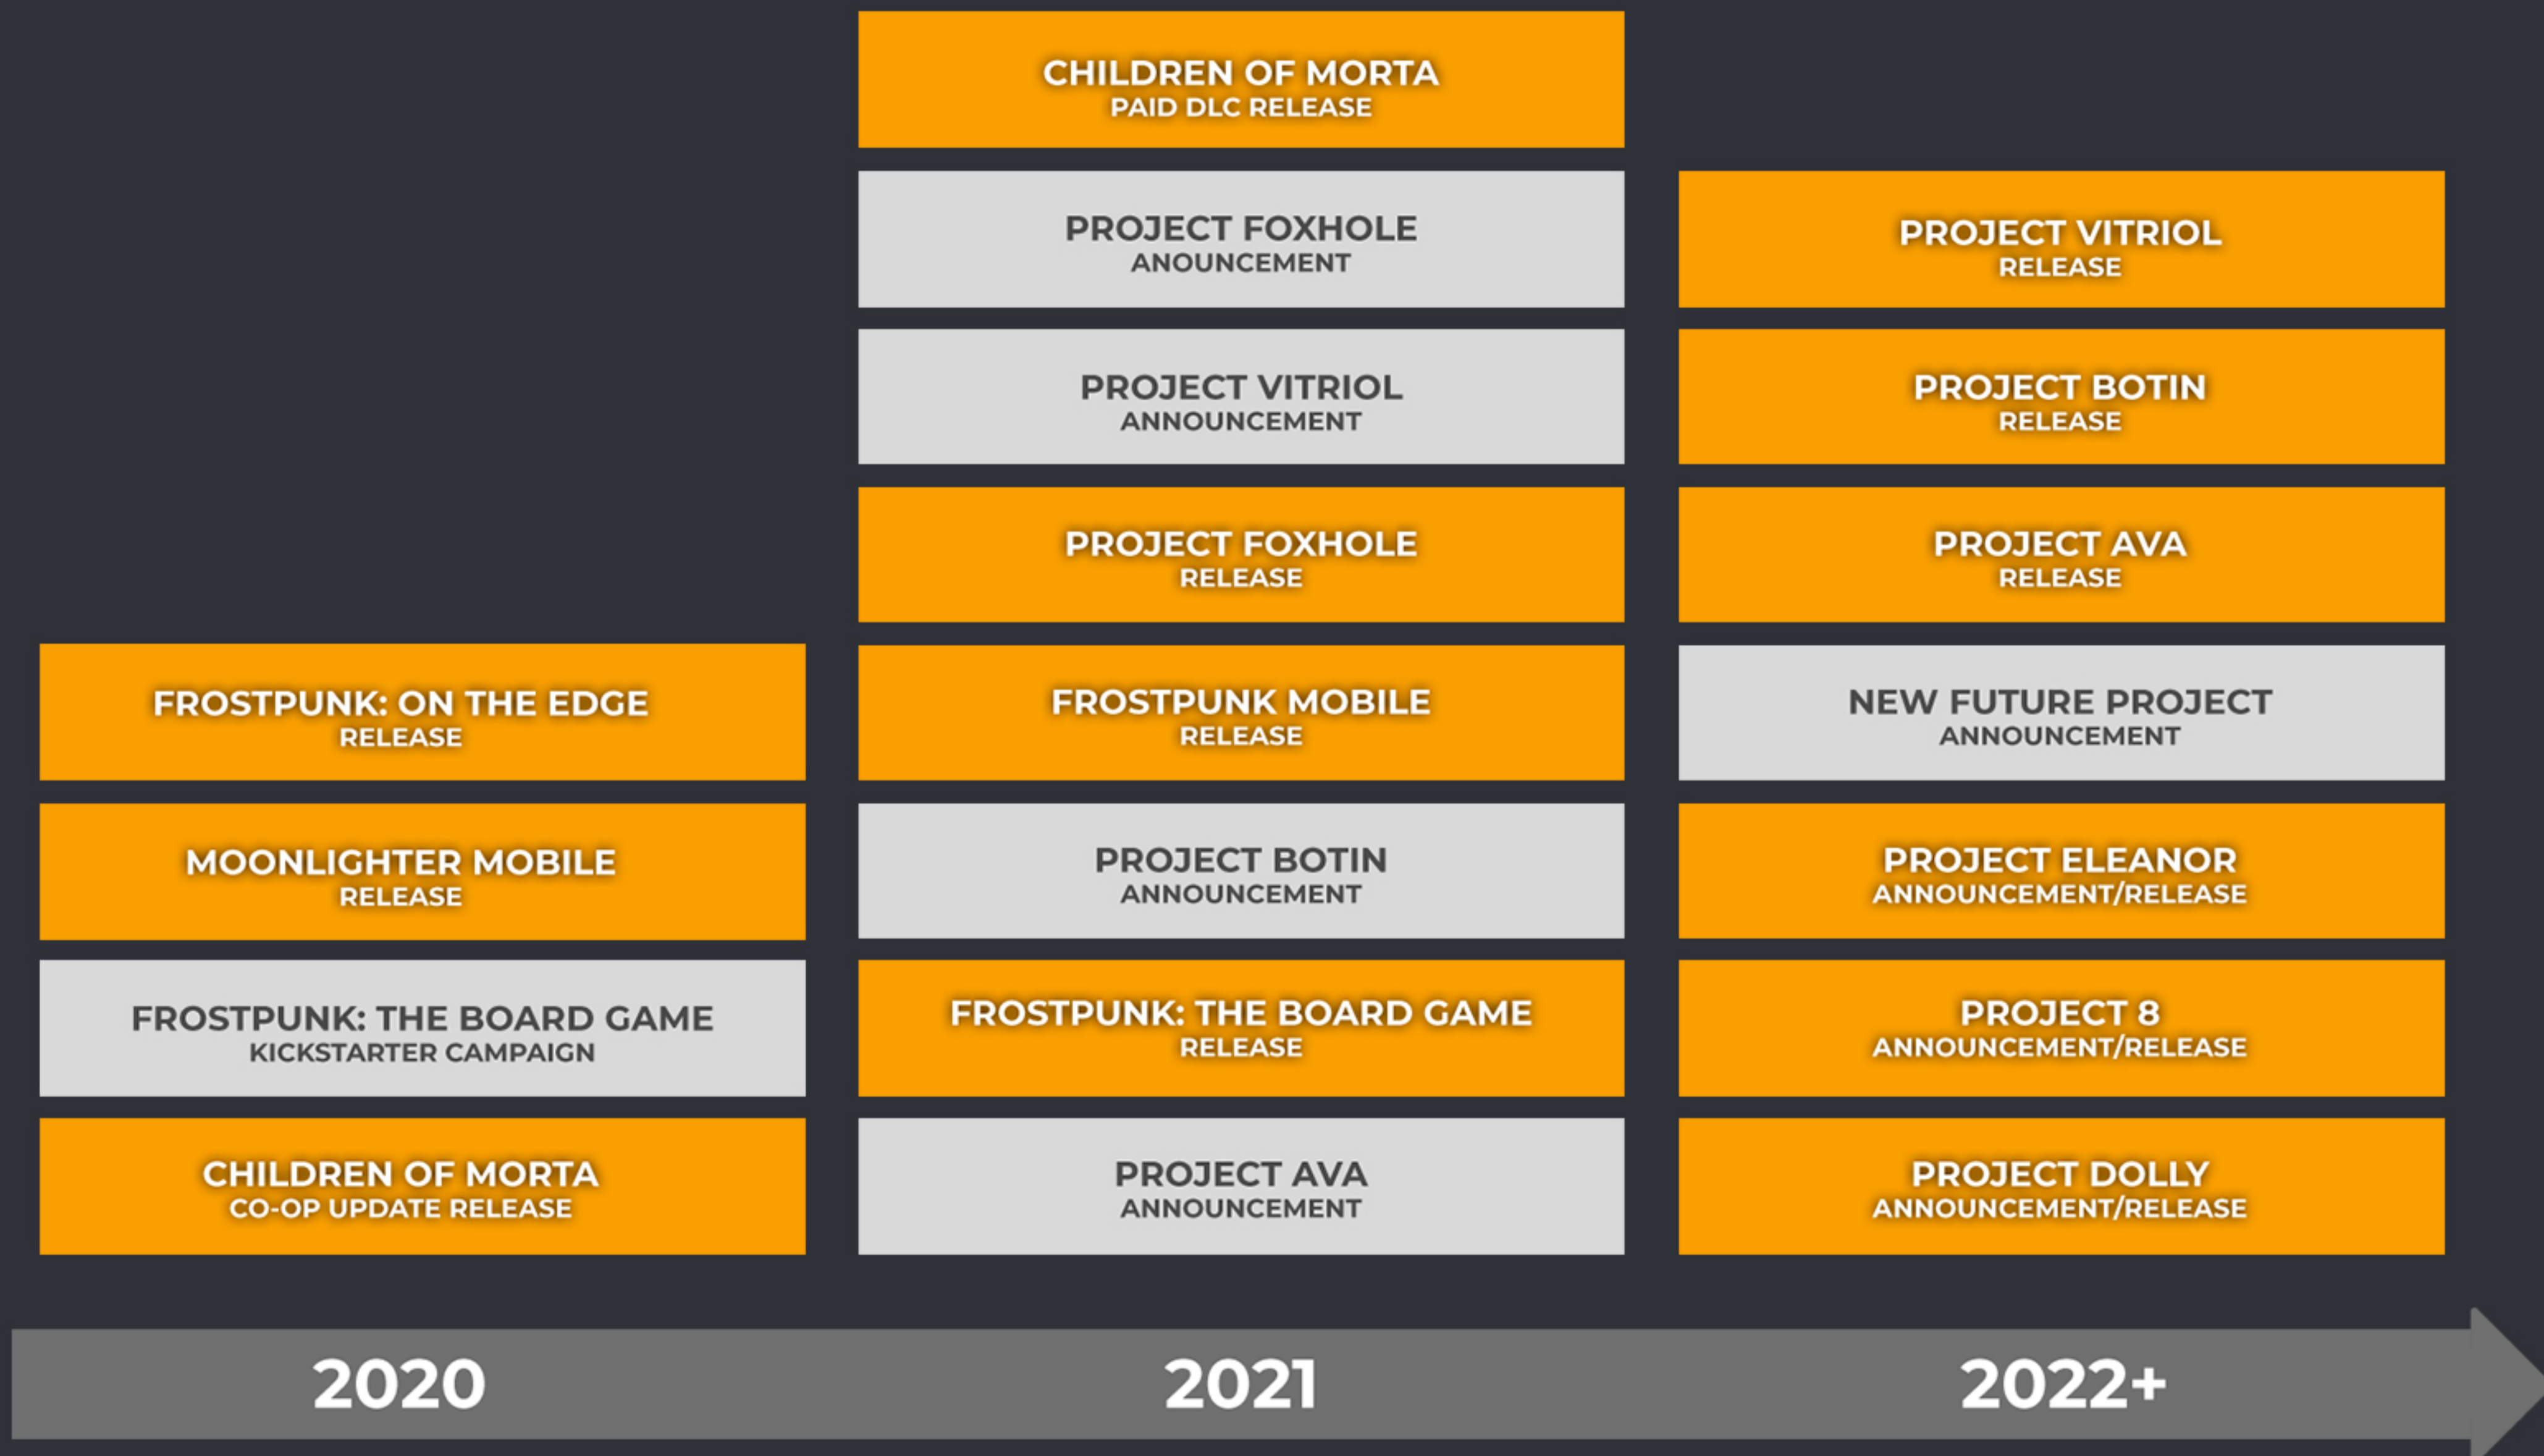 CHILDREN OF MORTA
PAID DLC RELEASE
PROJECT FOXHOLE
ANOUNCEMENT
PROJECT VITRIOL
ANNOUNCEMENT
PROJECT FOXHOLE
RELEASE
FROSTPUNK MOBILE
RELEASE
PROJECT BOTIN
ANNOUNCEMENT
FROSTPUNK: THE BOARD GAME
RELEASE
PROJECT AVA
ANNOUNCEMENT
PROJECT VITRIOL
RELEASE
PROJECT BOTIN
RELEASE
PROJECT AVA
RELEASE
NEW FUTURE PROJECT
ANNOUNCEMENT
PROJECT ELEANOR
ANNOUNCEMENT/RELEASE
PROJECT 8
ANNOUNCEMENT/RELEASE
PROJECT DOLLY
ANNOUNCEMENT/RELEASE
FROSTPUNK: ON THE EDGE
RELEASE
MOONLIGHTER MOBILE
RELEASE
FROSTPUNK: THE BOARD GAME
KICKSTARTER CAMPAIGN
CHILDREN OF MORTA
CO-OP UPDATE RELEASE
2020
2021
2022+